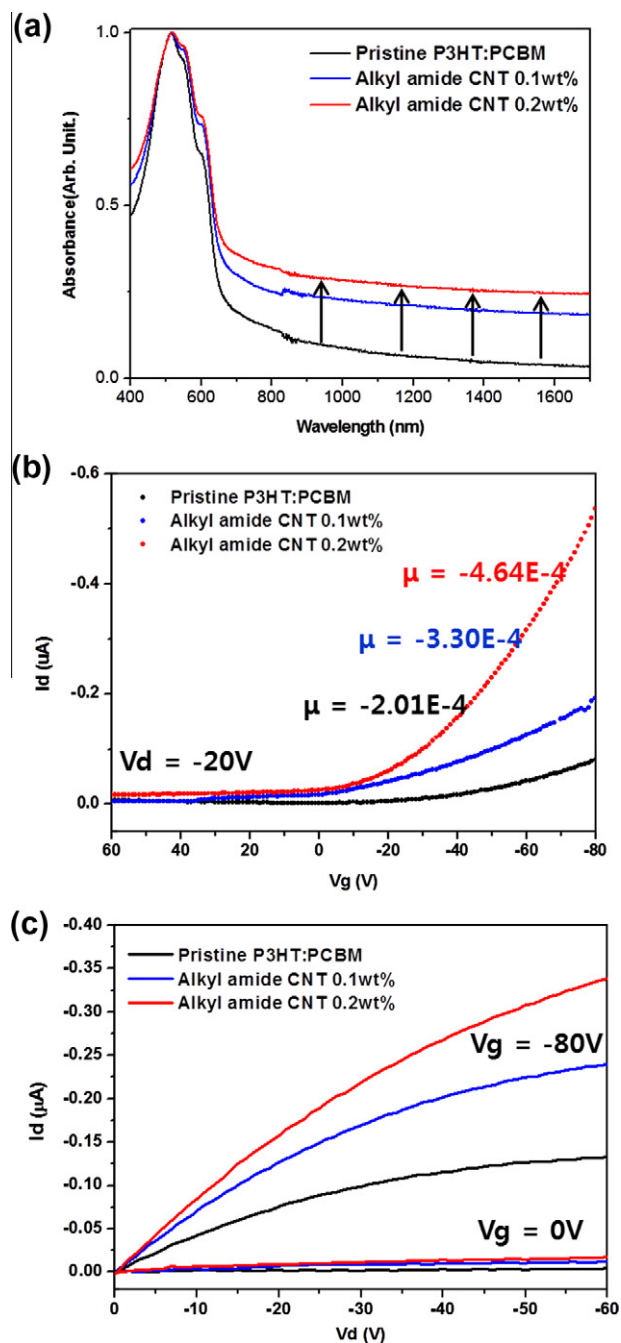 (a)
Pristine P3HT:PCBM
Alkyl amide CNT 0.1wt%
Alkyl amide CNT 0.2wt%
1.0
0.5
0.0
Absorbance(Arb. Unit.)
400 600 800 1000 1200 1400 1600
Wavelength (nm)
(b)
Pristine P3HT:PCBM
Alkyl amide CNT 0.1wt%
Alkyl amide CNT 0.2wt%
-0.6
-0.4
-0.2
0.0
Id (uA)
μ = -4.64E-4
μ = -3.30E-4
μ = -2.01E-4
Vd = -20V
60 40 20 0 -20 -40 -60 -80
Vg (V)
(c)
Pristine P3HT:PCBM
Alkyl amide CNT 0.1wt%
Alkyl amide CNT 0.2wt%
-0.40
-0.35
-0.30
-0.25
-0.20
-0.15
-0.10
-0.05
0.00
Id (μA)
Vg = -80V
Vg = 0V
0 -10 -20 -30 -40 -50 -60
Vd (V)